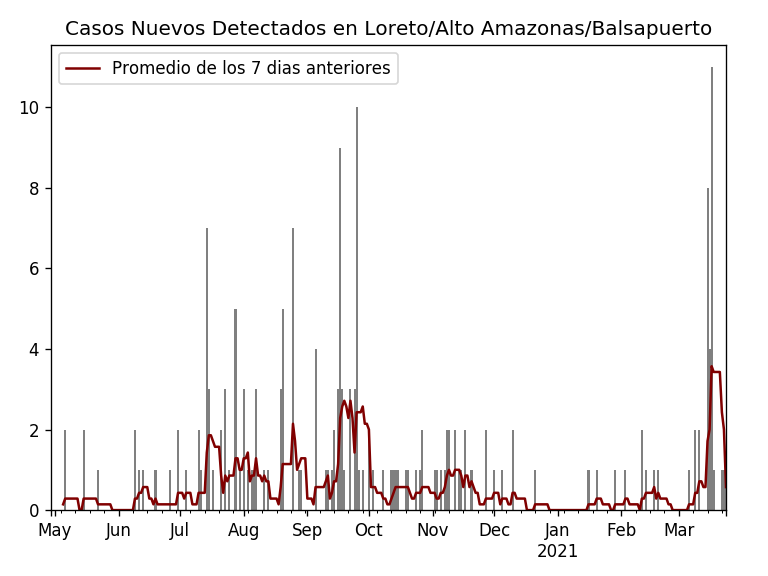 Casos Nuevos Detectados en Loreto/Alto Amazonas/Balsapuerto
Promedio de los 7 dias anteriores
10
8
6
4
2
0
May Jun Jul Aug Sep Oct Nov Dec Jan Feb Mar
2021